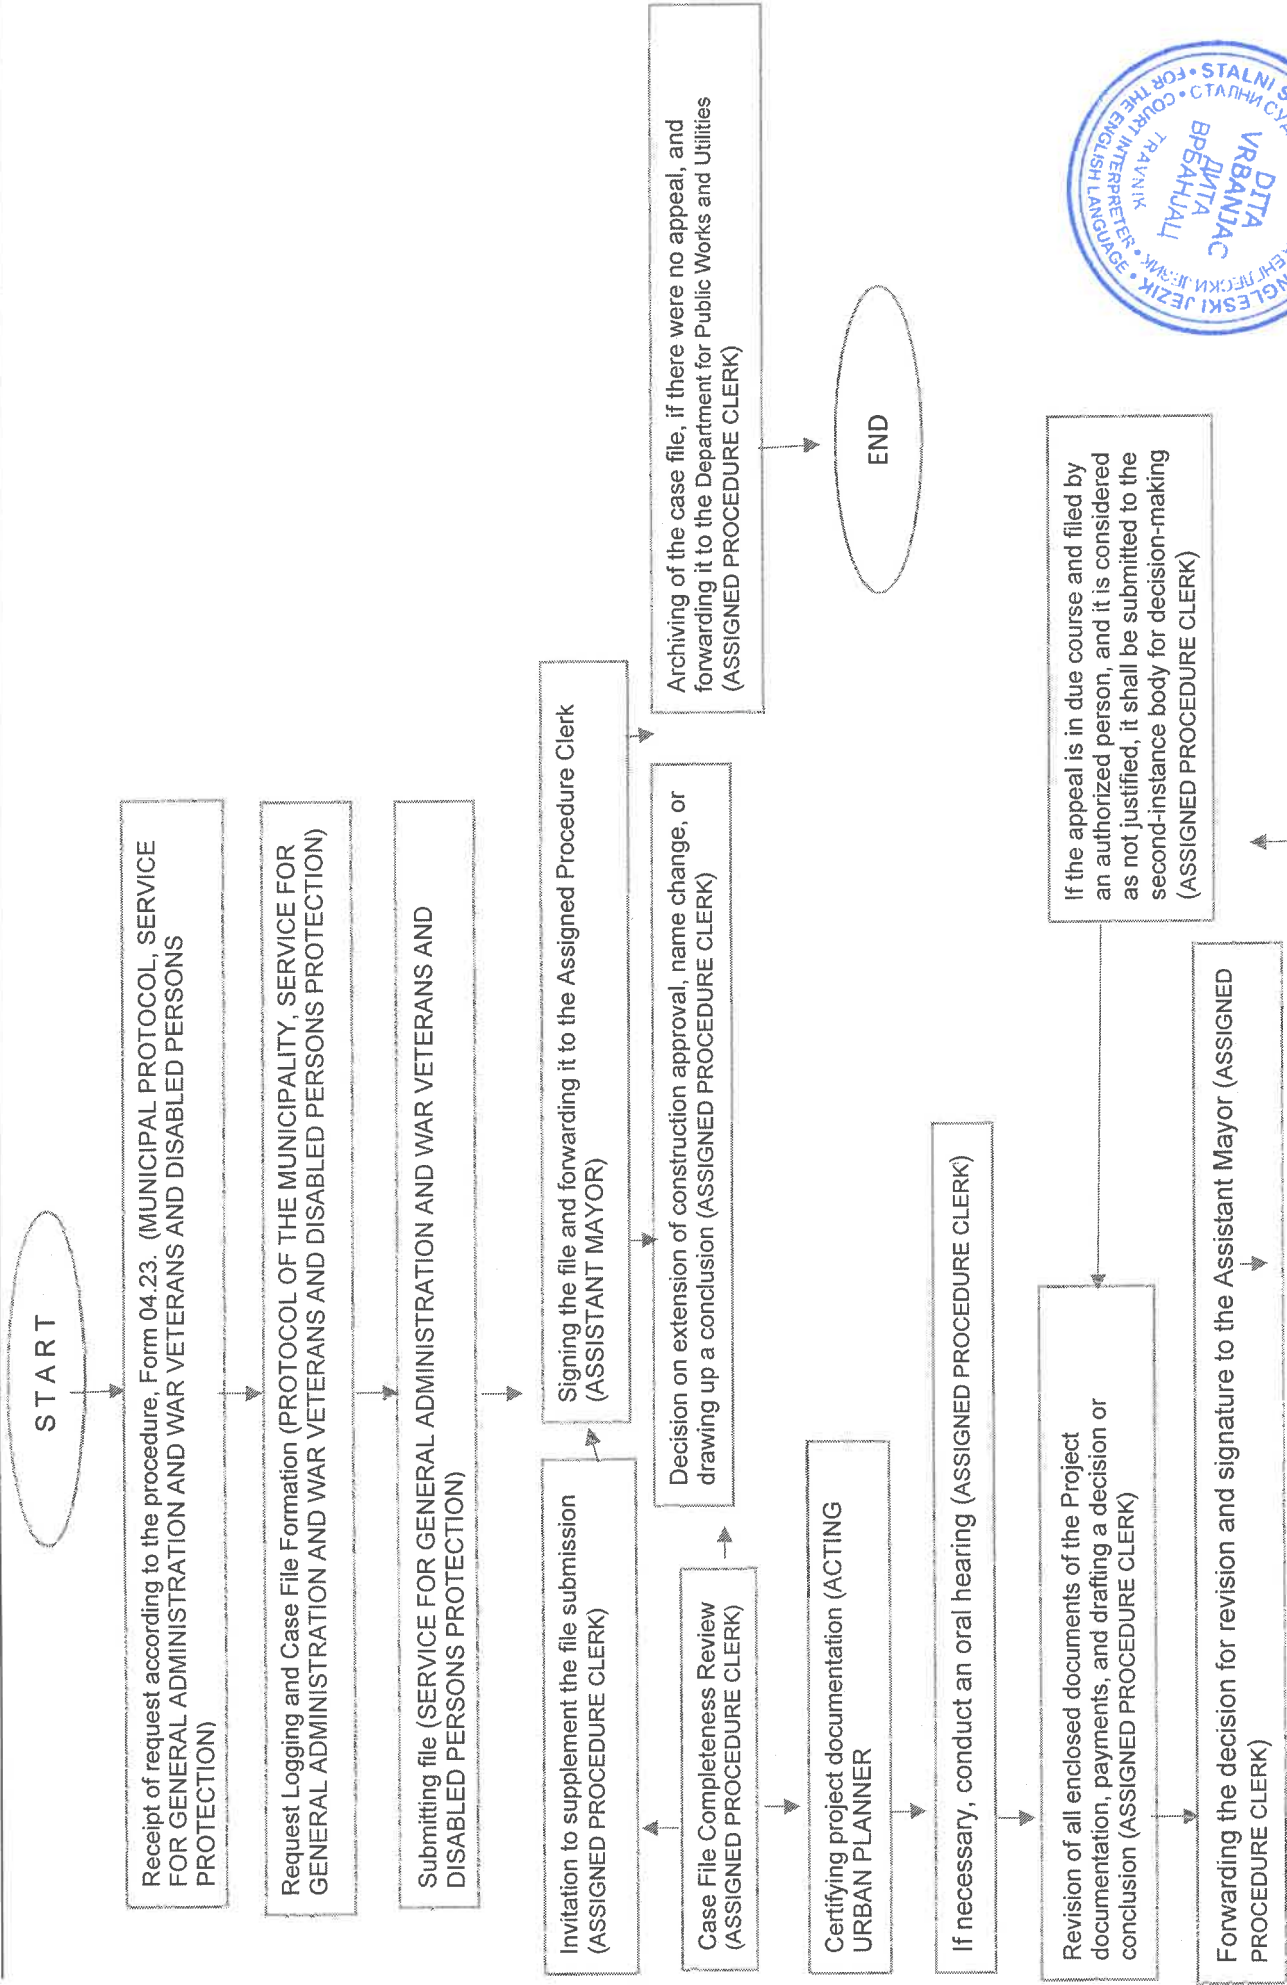 START
Receipt of request according to the procedure, Form 04.23. (MUNICIPAL PROTOCOL, SERVICE
FOR GENERAL ADMINISTRATION AND WAR VETERANS AND DISABLED PERSONS
PROTECTION)
Request Logging and Case File Formation (PROTOCOL OF THE MUNICIPALITY, SERVICE FOR
GENERAL ADMINISTRATION AND WAR VETERANS AND DISABLED PERSONS PROTECTION)
Submitting file (SERVICE FOR GENERAL ADMINISTRATION AND WAR VETERANS AND
DISABLED PERSONS PROTECTION)
Invitation to supplement the file submission
(ASSIGNED PROCEDURE CLERK)
Signing the file and forwarding it to the Assigned Procedure Clerk
(ASSISTANT MAYOR)
Case File Completeness Review
(ASSIGNED PROCEDURE CLERK)
Decision on extension of construction approval, name change, or
drawing up a conclusion (ASSIGNED PROCEDURE CLERK)
Archiving of the case file, if there were no appeal, and
forwarding it to the Department for Public Works and Utilities
(ASSIGNED PROCEDURE CLERK)
END
Certifying project documentation (ACTING
URBAN PLANNER
If necessary, conduct an oral hearing (ASSIGNED PROCEDURE CLERK)
Revision of all enclosed documents of the Project
documentation, payments, and drafting a decision or
conclusion (ASSIGNED PROCEDURE CLERK)
If the appeal is in due course and filed by
an authorized person, and it is considered
as not justified, it shall be submitted to the
second-instance body for decision-making
(ASSIGNED PROCEDURE CLERK)
Forwarding the decision for revision and signature to the Assistant Mayor (ASSIGNED
PROCEDURE CLERK)
ENGLESKI JEZIK • FOR THE ENGLISH LANGUAGE • STALNI
ЕНГЛЕСКИ ЈЕЗИК • COURT INTERPRETER • СТАЛНИ
TRAVNIK
ДИТА
ВРБАЊАЦ
DITA
VRBANJAC